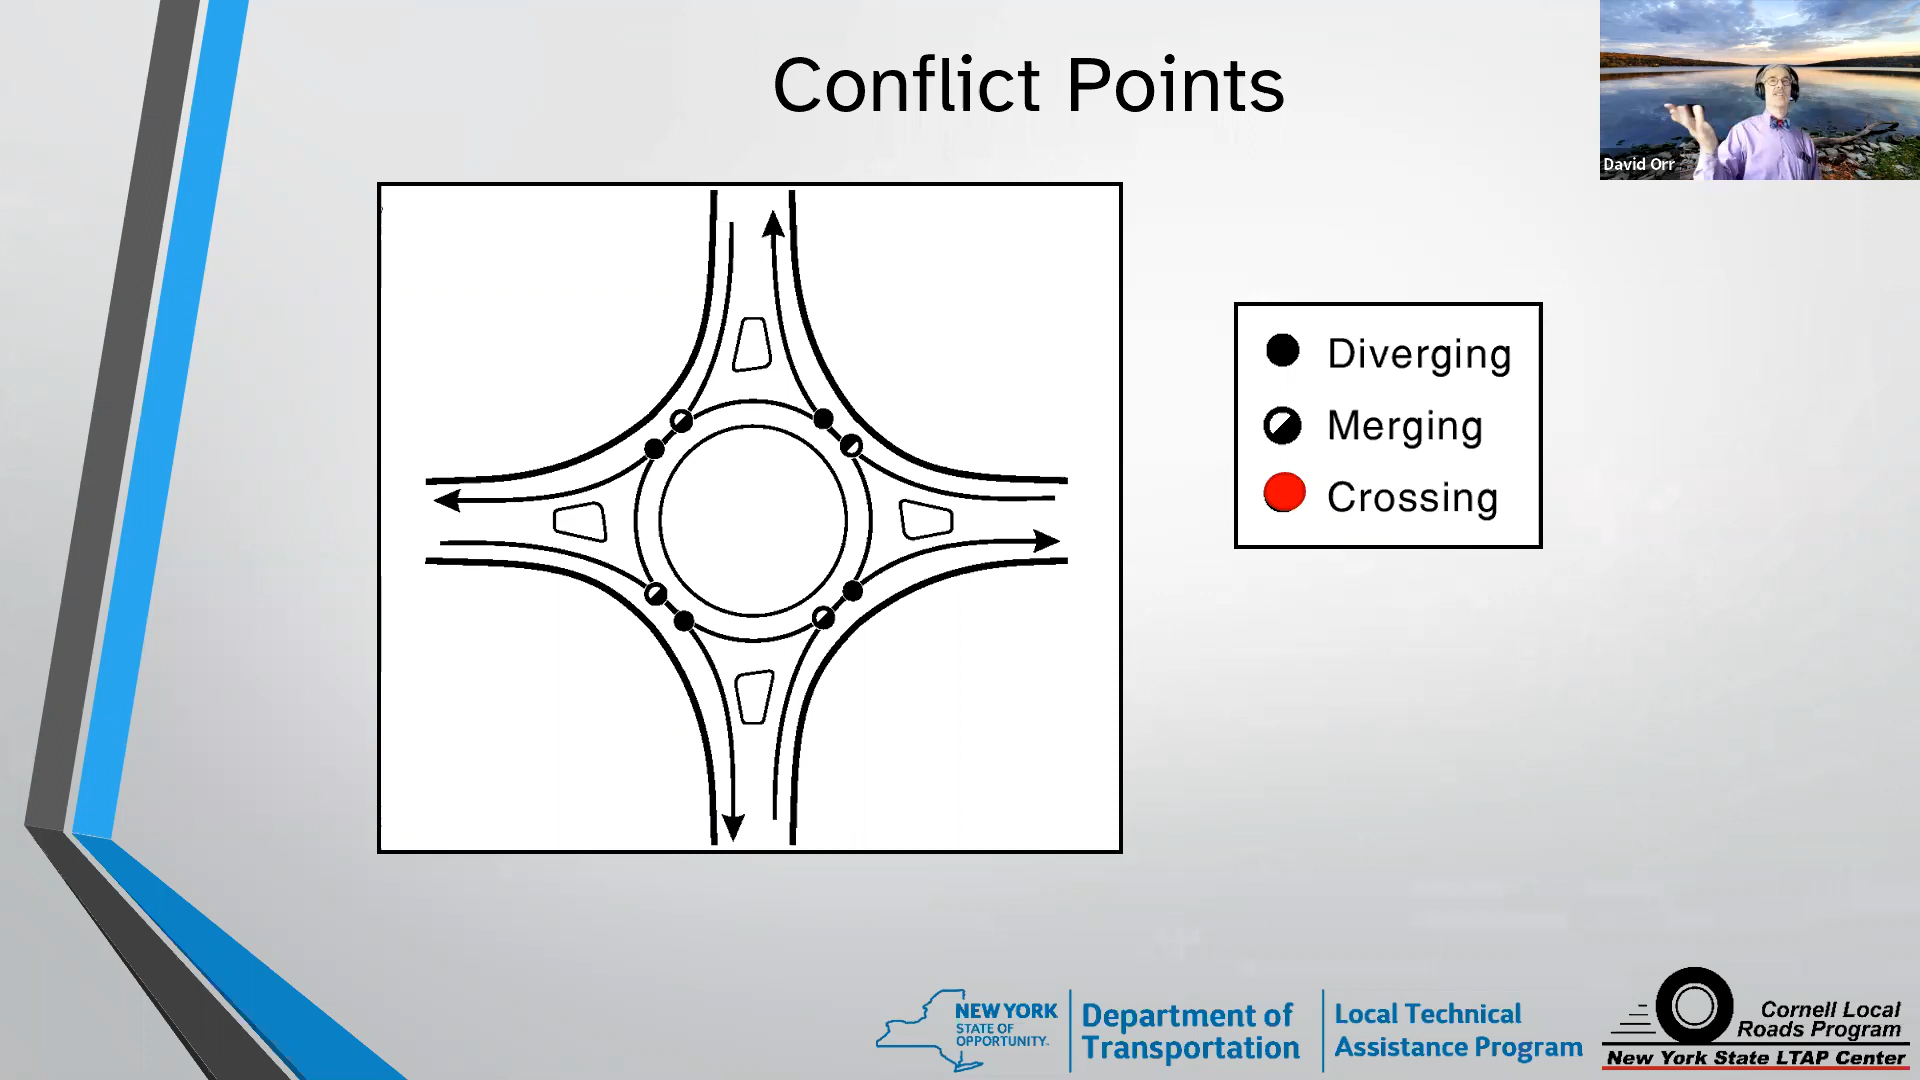 Conflict Points
David Orr
Diverging
Merging
Crossing
NEW YORK
STATE OF
OPPORTUNITY.
Department of
Transportation
Local Technical
Assistance Program
Cornell Local
Roads Program
New York State LTAP Center